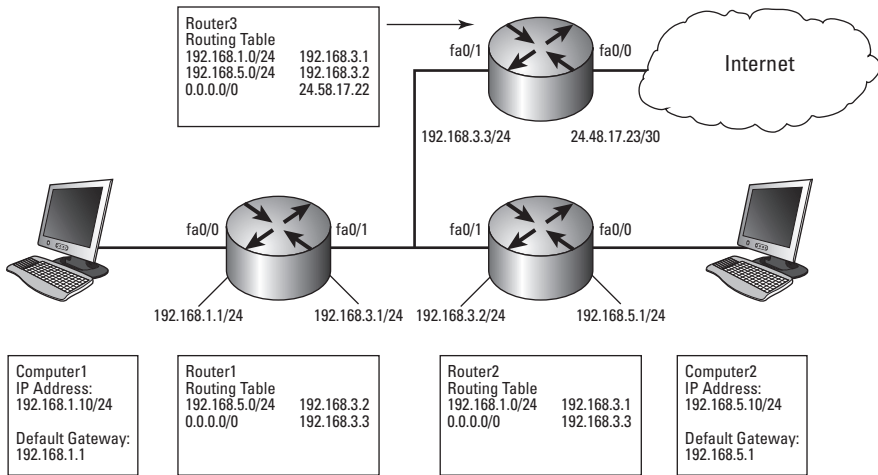 Router3
Routing Table
192.168.1.0/24 192.168.3.1
192.168.5.0/24 192.168.3.2
0.0.0.0/0 24.58.17.22
fa0/1
fa0/0
Internet
192.168.3.3/24
24.48.17.23/30
fa0/0
fa0/1
fa0/1
fa0/0
192.168.1.1/24
192.168.3.1/24
192.168.3.2/24
192.168.5.1/24
Computer1
IP Address:
192.168.1.10/24
Default Gateway:
192.168.1.1
Router1
Routing Table
192.168.5.0/24 192.168.3.2
0.0.0.0/0 192.168.3.3
Router2
Routing Table
192.168.1.0/24 192.168.3.1
0.0.0.0/0 192.168.3.3
Computer2
IP Address:
192.168.5.10/24
Default Gateway:
192.168.5.1